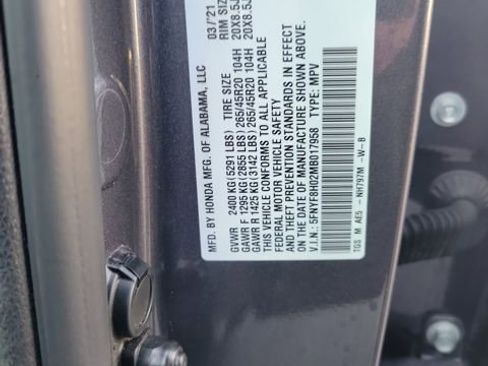 MFD. BY HONDA MFG. OF ALABAMA, LLC 03/'21
TIRE SIZE RIM SIZ
GVWR 2400 KG(5291 LBS)
GAWR F 1295 KG(2855 LBS) 265/45R20 104H 20X8.5J
GAWR R 1425 KG(3142 LBS) 265/45R20 104H 20X8.5J
THIS VEHICLE CONFORMS TO ALL APPLICABLE
FEDERAL MOTOR VEHICLE SAFETY
AND THEFT PREVENTION STANDARDS IN EFFECT
ON THE DATE OF MANUFACTURE SHOWN ABOVE.
V.I.N.: 5FNYF8H02MB017958 TYPE: MPV
TGS M AE5 - NH797M -W-B